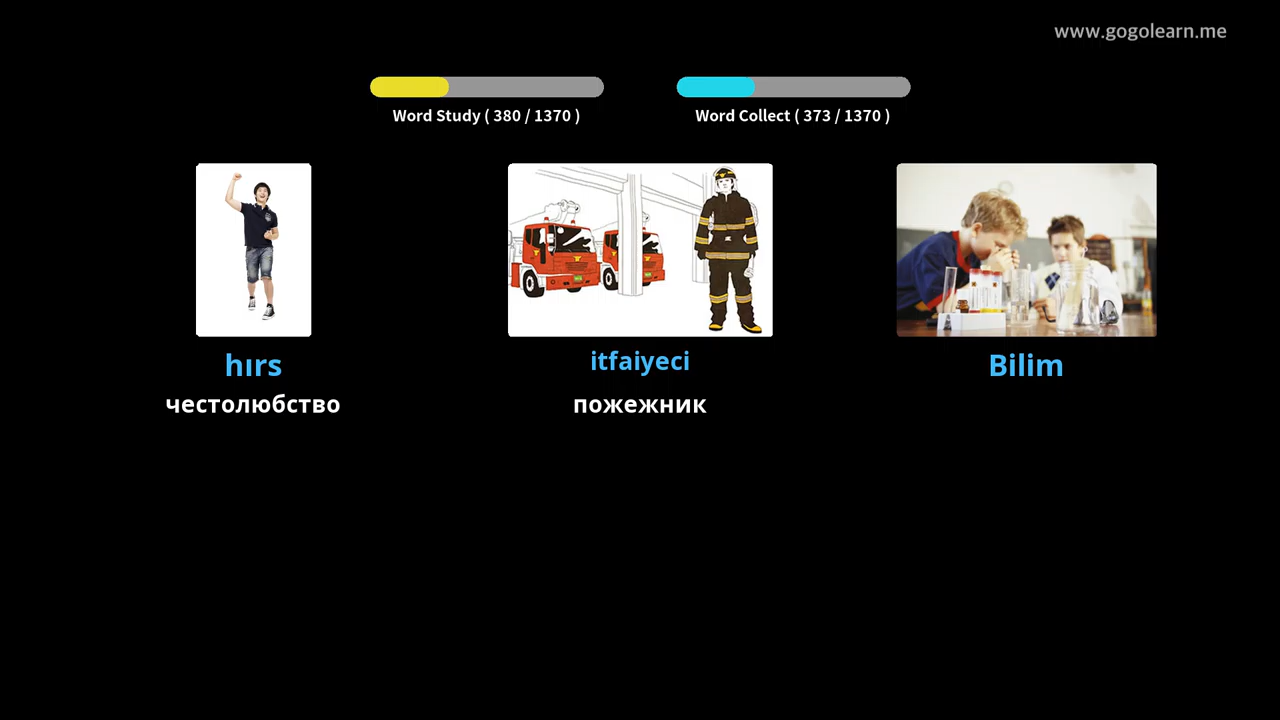 www.gogolearn.me
Word Study ( 380 / 1370 )
Word Collect ( 373 / 1370 )
hırs
itfaiyeci
Bilim
честолюбство
пожежник